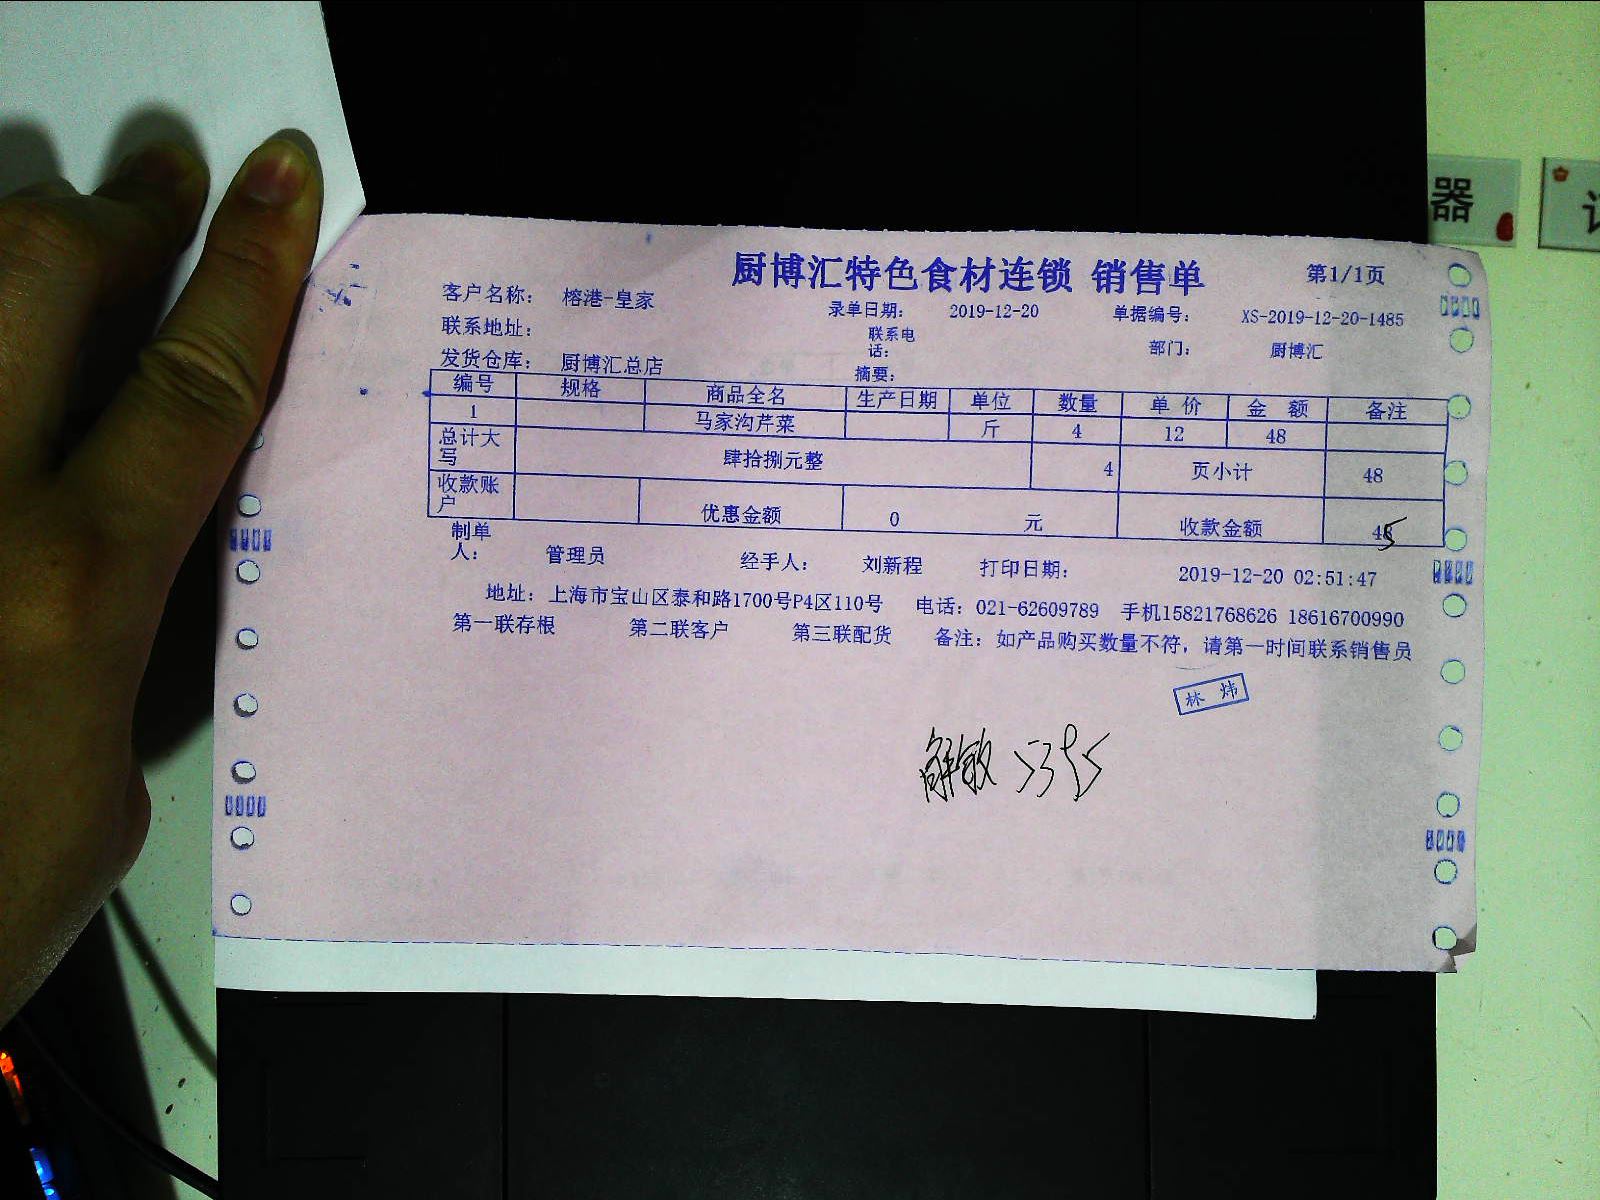 器
厨博汇特色食材连锁 销售单 第1/1页
客户名称： 榕港-皇家 录单日期： 2019-12-20 单据编号： XS-2019-12-20-1485
联系地址： 联系电话： 部门： 厨博汇
发货仓库： 厨博汇总店 摘要：
编号 规格 商品全名 生产日期 单位 数量 单 价 金 额 备注
1 马家沟芹菜 斤 4 12 48
总计大写 肆拾捌元整 4 页小计 48
收款账户 优惠金额 0 元 收款金额 48
制单人： 管理员 经手人： 刘新程 打印日期： 2019-12-20 02:51:47
地址：上海市宝山区泰和路1700号P4区110号 电话：021-62609789 手机15821768626 18616700990
第一联存根 第二联客户 第三联配货 备注：如产品购买数量不符，请第一时间联系销售员
林 炜
解敏